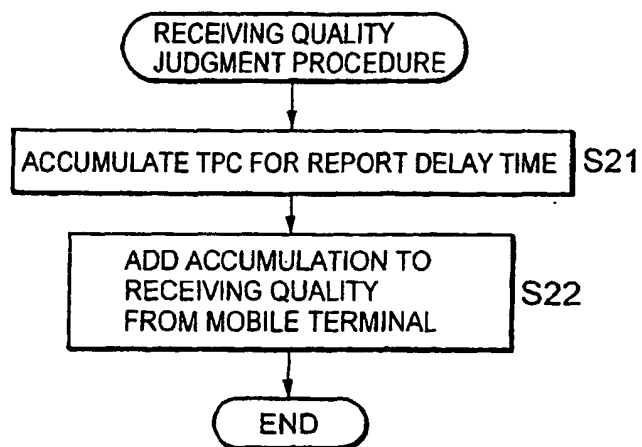 RECEIVING QUALITY
JUDGMENT PROCEDURE
ACCUMULATE TPC FOR REPORT DELAY TIME
S21
ADD ACCUMULATION TO
RECEIVING QUALITY
FROM MOBILE TERMINAL
S22
END